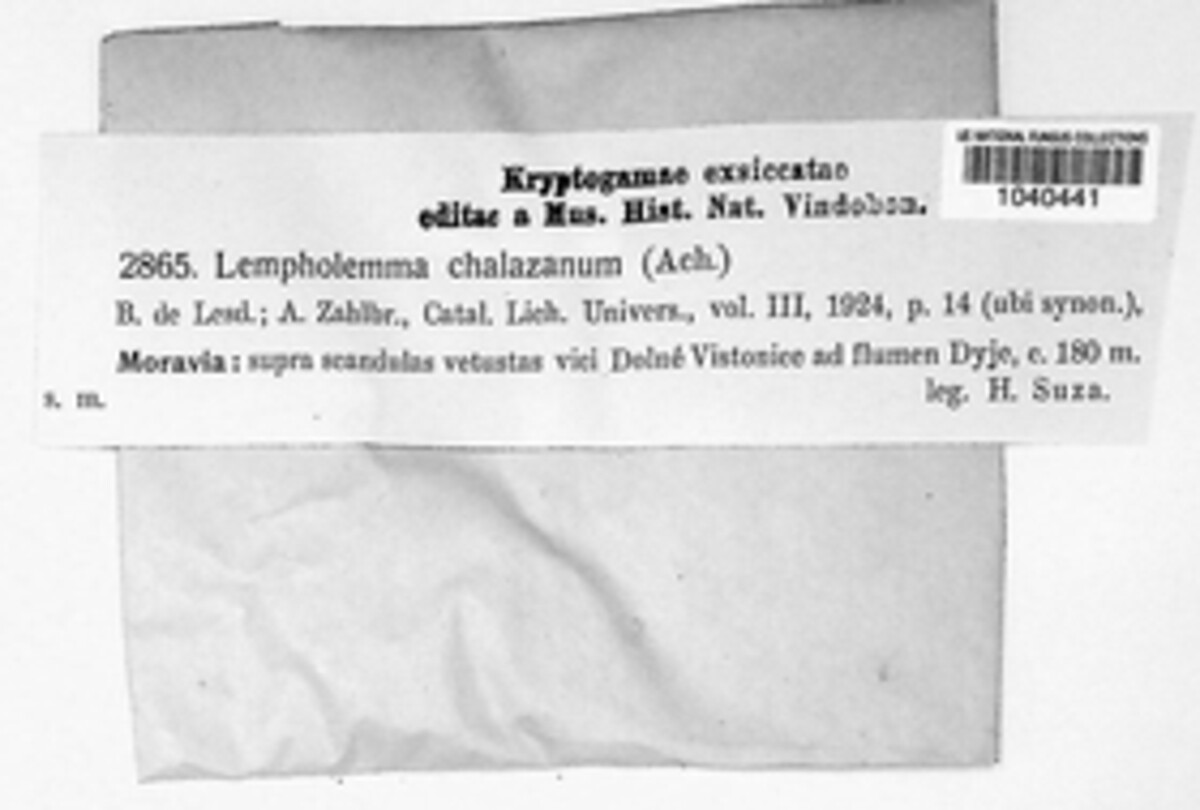 US NATIONAL FUNGUS COLLECTIONS
1040441
Kryptogamae exsiccatae
editae a Mus. Hist. Nat. Vindobon.
2865. Lempholemma chalazanum (Ach.)
B. de Lesd.; A. Zahlbr., Catal. Lich. Univers., vol. III, 1924, p. 14 (ubi synon.).
Moravia: supra scandulas vetustas vici Dolné Vistonice ad flumen Dyje, c. 180 m.
s. m.
leg. H. Suza.